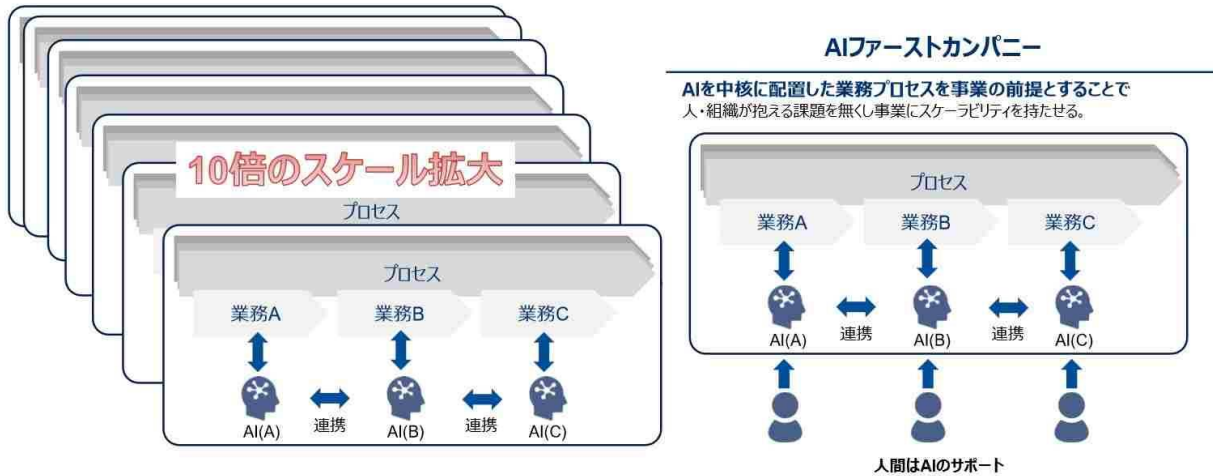 10倍のスケール拡大
プロセス
プロセス
業務A
業務B
業務C
連携
連携
AI(A)
AI(B)
AI(C)
AIファーストカンパニー
AIを中核に配置した業務プロセスを事業の前提とすることで
人・組織が抱える課題を無くし事業にスケーラビリティを持たせる。
プロセス
業務A
業務B
業務C
連携
連携
AI(A)
AI(B)
AI(C)
人間はAIのサポート